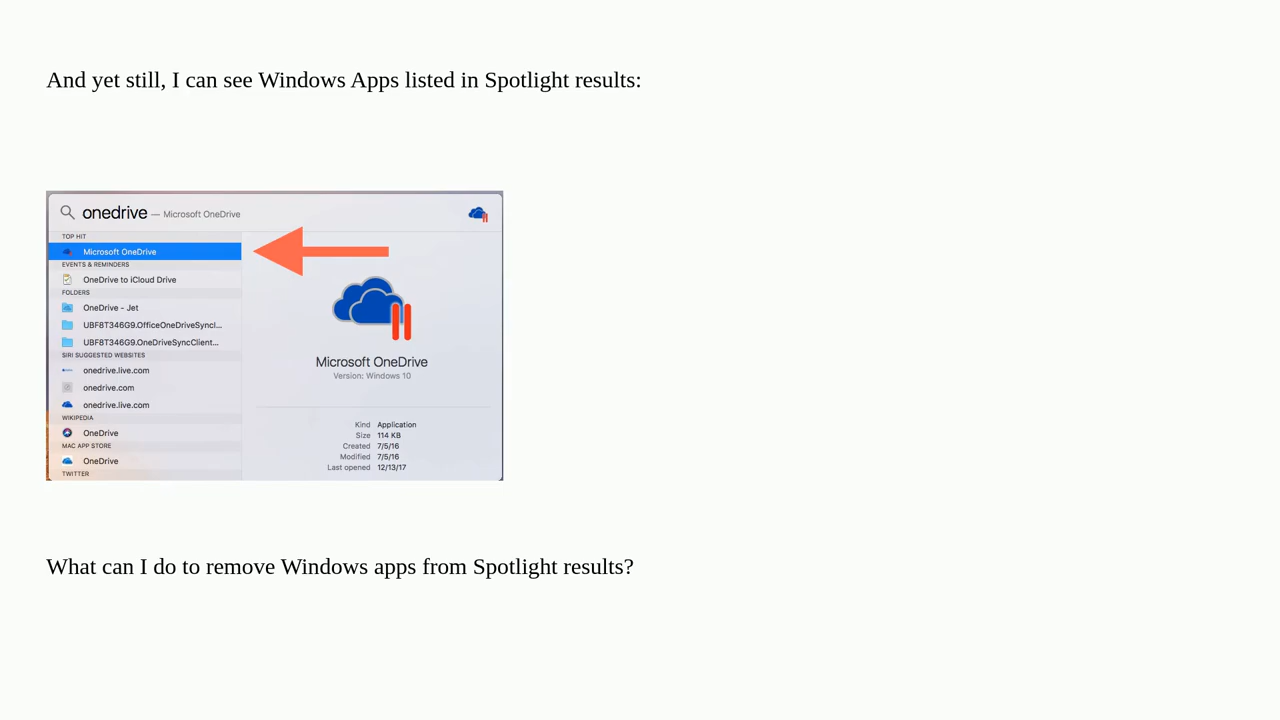 And yet still, I can see Windows Apps listed in Spotlight results:
onedrive — Microsoft OneDrive
TOP HIT
Microsoft OneDrive
EVENTS & REMINDERS
OneDrive to iCloud Drive
FOLDERS
OneDrive - Jet
UBF8T346G9.OfficeOneDriveSyncI...
UBF8T346G9.OneDriveSyncClient...
SIRI SUGGESTED WEBSITES
onedrive.live.com
onedrive.com
onedrive.live.com
WIKIPEDIA
OneDrive
MAC APP STORE
OneDrive
TWITTER
Microsoft OneDrive
Version: Windows 10
Kind Application
Size 114 KB
Created 7/5/16
Modified 7/5/16
Last opened 12/13/17
What can I do to remove Windows apps from Spotlight results?